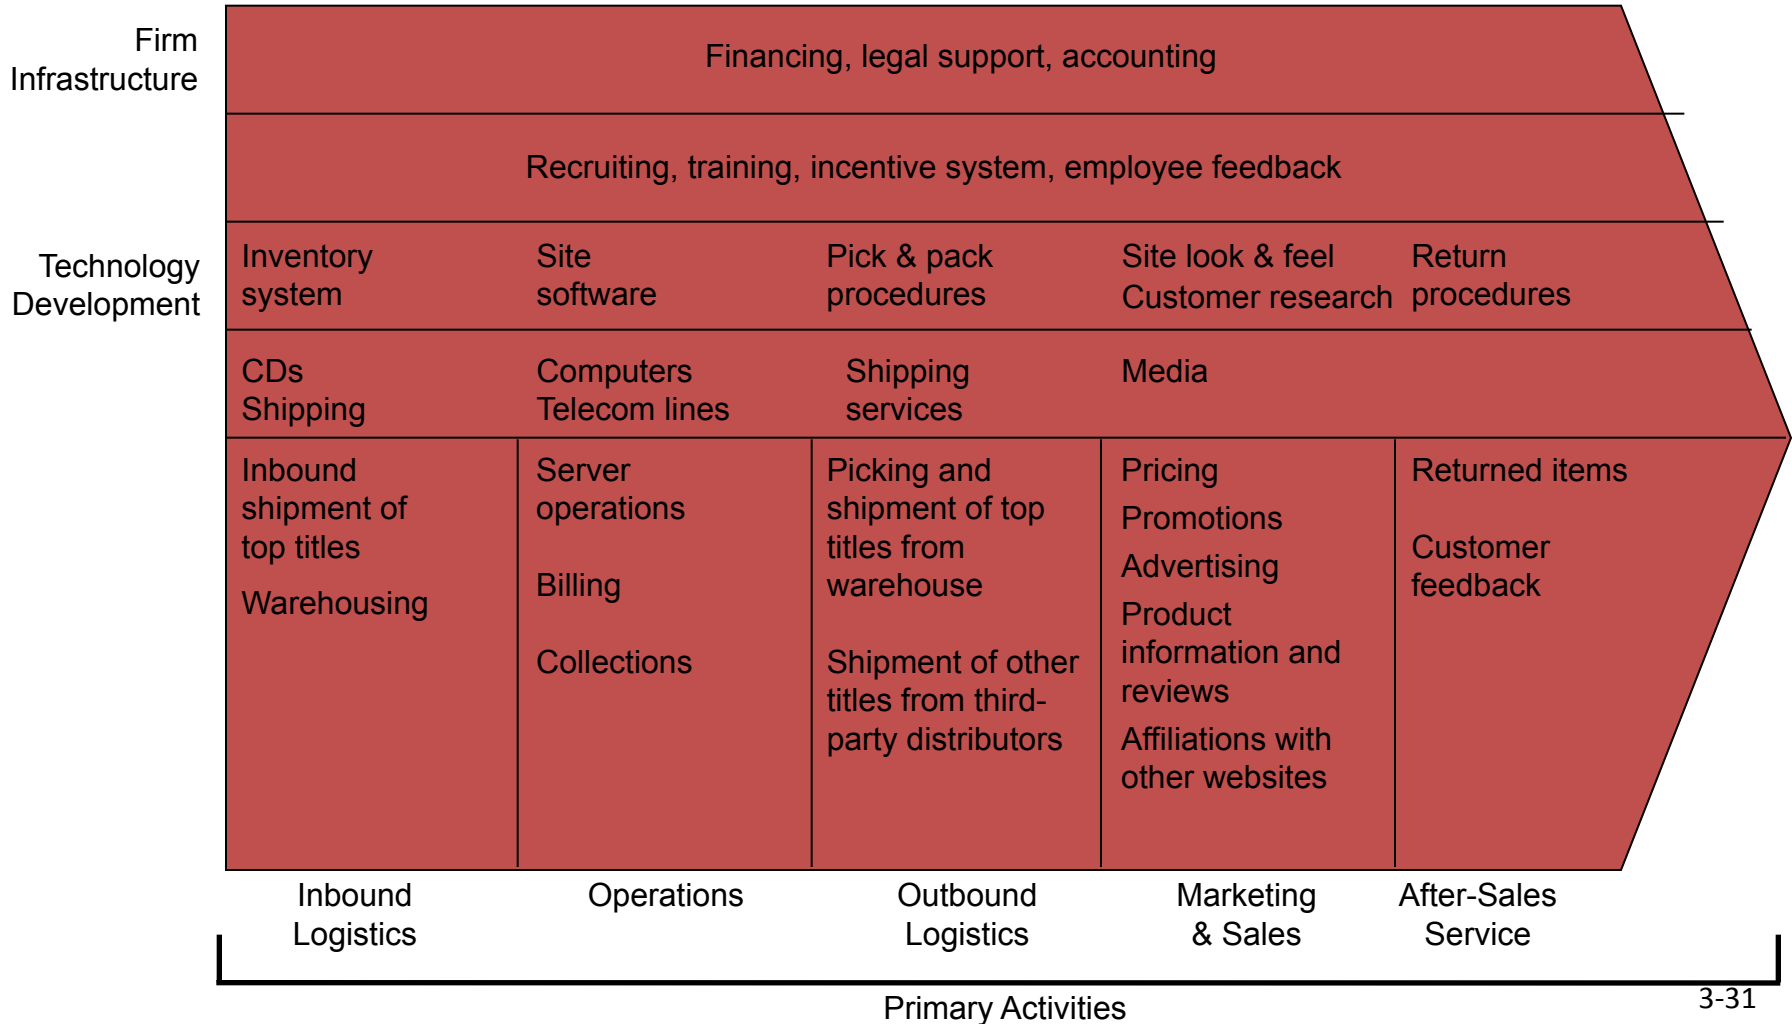 Firm
Infrastructure
Financing, legal support, accounting
Recruiting, training, incentive system, employee feedback
Technology
Development
Inventory
system
Site
software
Pick & pack
procedures
Site look & feel
Customer research
Return
procedures
CDs
Shipping
Computers
Telecom lines
Shipping
services
Media
Inbound
shipment of
top titles
Warehousing
Server
operations
Billing
Collections
Picking and
shipment of top
titles from
warehouse
Shipment of other
titles from third-
party distributors
Pricing
Promotions
Advertising
Product
information and
reviews
Affiliations with
other websites
Returned items
Customer
feedback
Inbound
Logistics
Operations
Outbound
Logistics
Marketing
& Sales
After-Sales
Service
Primary Activities
3-31